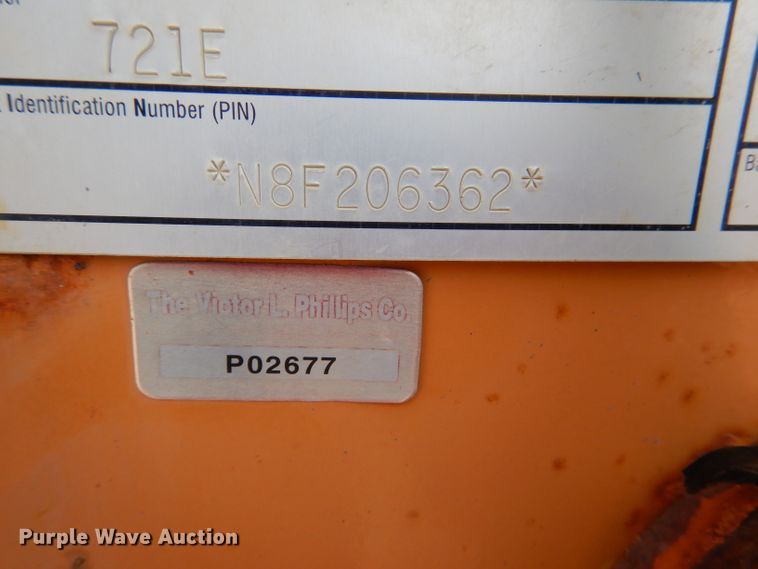 721E
Identification Number (PIN)
*N8F206362*
The Victor L. Phillips Co
P02677
Purple Wave Auction